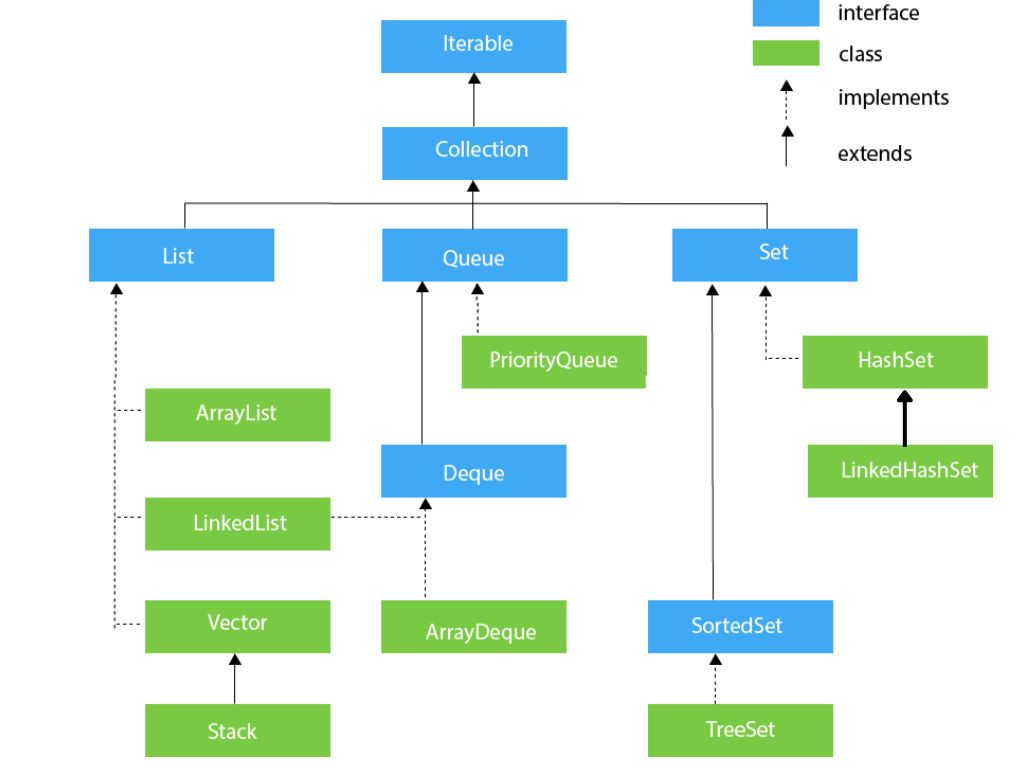 interface
Iterable
class
implements
Collection
extends
List
Queue
Set
PriorityQueue
HashSet
ArrayList
Deque
LinkedHashSet
LinkedList
Vector
ArrayDeque
SortedSet
Stack
TreeSet